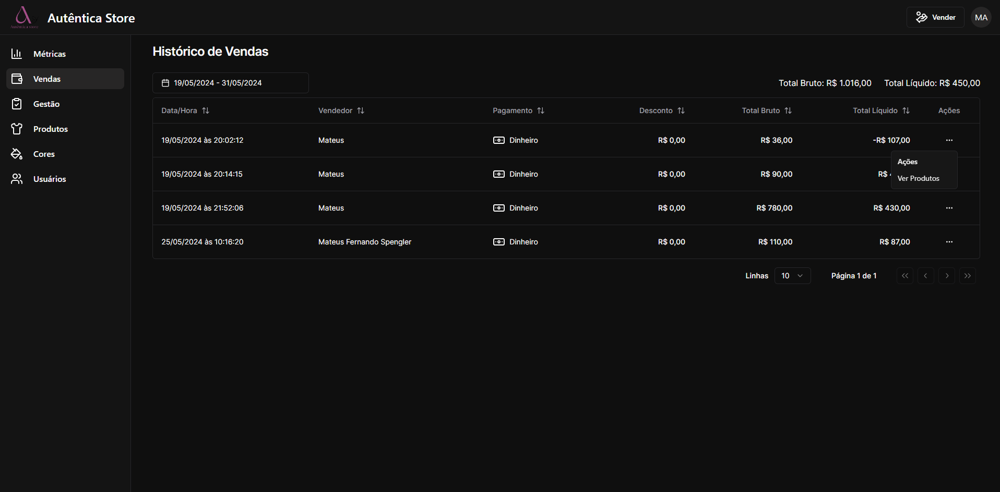 Autêntica store
Autêntica Store
Vender
MA
Métricas
Vendas
Gestão
Produtos
Cores
Usuários
Histórico de Vendas
19/05/2024 - 31/05/2024
Total Bruto: R$ 1.016,00 Total Líquido: R$ 450,00
Data/Hora Vendedor Pagamento Desconto Total Bruto Total Líquido Ações
19/05/2024 às 20:02:12 Mateus Dinheiro R$ 0,00 R$ 36,00 -R$ 107,00 ...
19/05/2024 às 20:14:15 Mateus Dinheiro R$ 0,00 R$ 90,00 R$
Ações
Ver Produtos
19/05/2024 às 21:52:06 Mateus Dinheiro R$ 0,00 R$ 780,00 R$ 430,00 ...
25/05/2024 às 10:16:20 Mateus Fernando Spengler Dinheiro R$ 0,00 R$ 110,00 R$ 87,00 ...
Linhas 10 Página 1 de 1